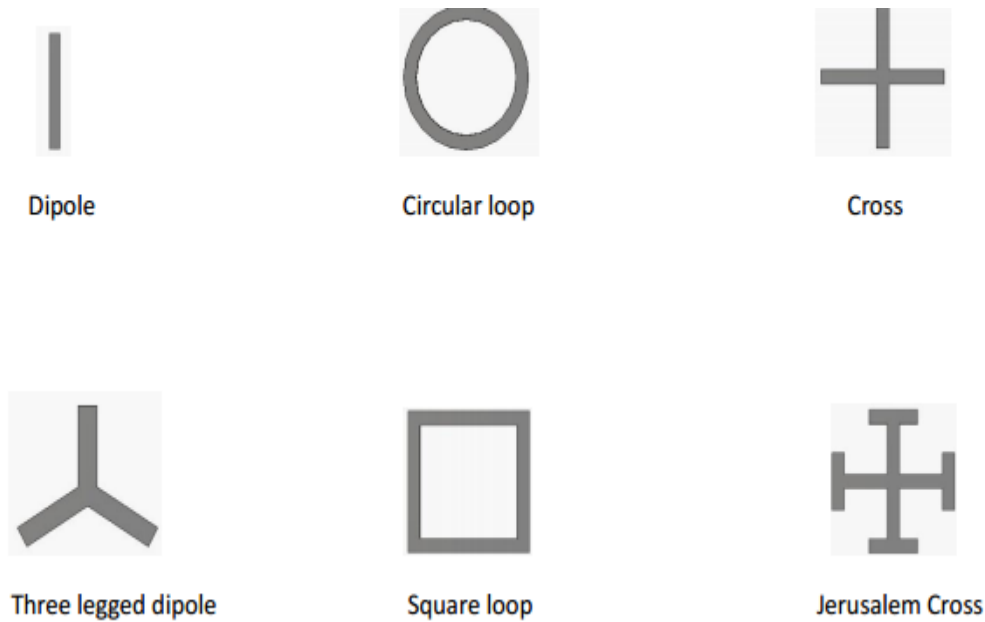 Dipole
Circular loop
Cross
Three legged dipole
Square loop
Jerusalem Cross